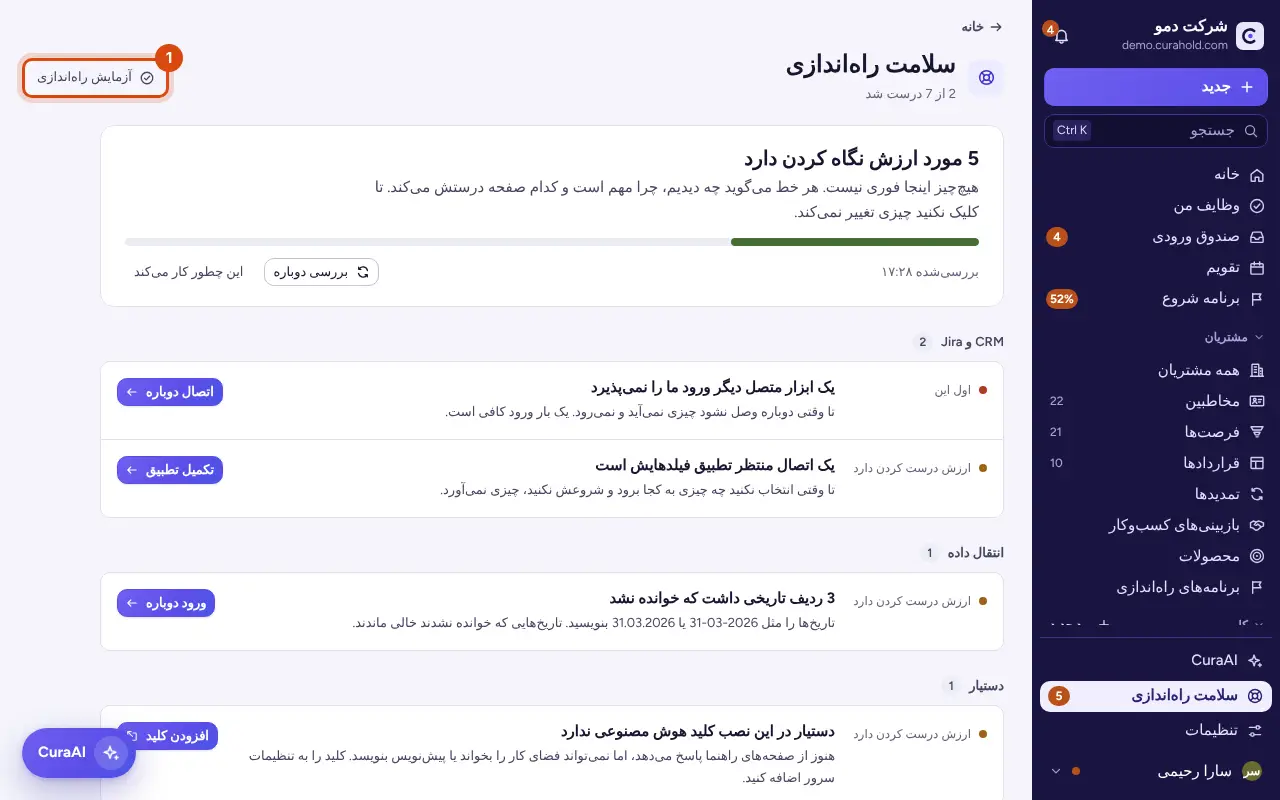 شرکت دمو
demo.curahold.com
4
جدید
جستجو
Ctrl K
خانه
وظایف من
صندوق ورودی
4
تقویم
برنامه شروع
52%
مشتریان
همه مشتریان
مخاطبین
22
فرصت‌ها
21
قراردادها
10
تمدیدها
بازبینی‌های کسب‌وکار
محصولات
برنامه‌های راه‌اندازی
CuraAI
سلامت راه‌اندازی
5
تنظیمات
سر
سارا رحیمی
خانه
سلامت راه‌اندازی
2 از 7 درست شد
آزمایش راه‌اندازی
1
5 مورد ارزش نگاه کردن دارد
هیچ‌چیز اینجا فوری نیست. هر خط می‌گوید چه دیدیم، چرا مهم است و کدام صفحه درستش می‌کند. تا
کلیک نکنید چیزی تغییر نمی‌کند.
بررسی‌شده ۱۷:۲۸
بررسی دوباره
این چطور کار می‌کند
CRM و Jira
2
اول این
یک ابزار متصل دیگر ورود ما را نمی‌پذیرد
تا وقتی دوباره وصل نشود چیزی نمی‌آید و نمی‌رود. یک بار ورود کافی است.
اتصال دوباره
ارزش درست کردن دارد
یک اتصال منتظر تطبیق فیلدهایش است
تا وقتی انتخاب نکنید چه چیزی به کجا برود و شروعش نکنید، چیزی نمی‌آورد.
تکمیل تطبیق
انتقال داده
1
ارزش درست کردن دارد
3 ردیف تاریخی داشت که خوانده نشد
تاریخ‌ها را مثل 2026-03-31 یا 31.03.2026 بنویسید. تاریخ‌هایی که خوانده نشدند خالی ماندند.
ورود دوباره
دستیار
1
ارزش درست کردن دارد
دستیار در این نصب کلید هوش مصنوعی ندارد
هنوز از صفحه‌های راهنما پاسخ می‌دهد، اما نمی‌تواند فضای کار را بخواند یا پیش‌نویس بنویسد. کلید را به تنظیمات
سرور اضافه کنید.
افزودن کلید
CuraAI